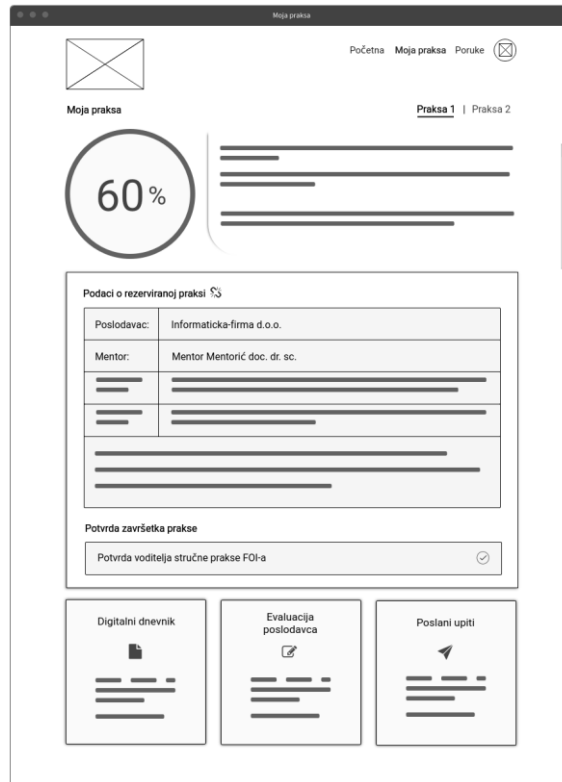 Moja praksa
Početna Moja praksa Poruke
Moja praksa
Praksa 1 | Praksa 2
60%
Podaci o rezerviranoj praksi
Poslodavac: Informaticka-firma d.o.o.
Mentor: Mentor Mentorić doc. dr. sc.
Potvrda završetka prakse
Potvrda voditelja stručne prakse FOI-a
Digitalni dnevnik
Evaluacija
poslodavca
Poslani upiti